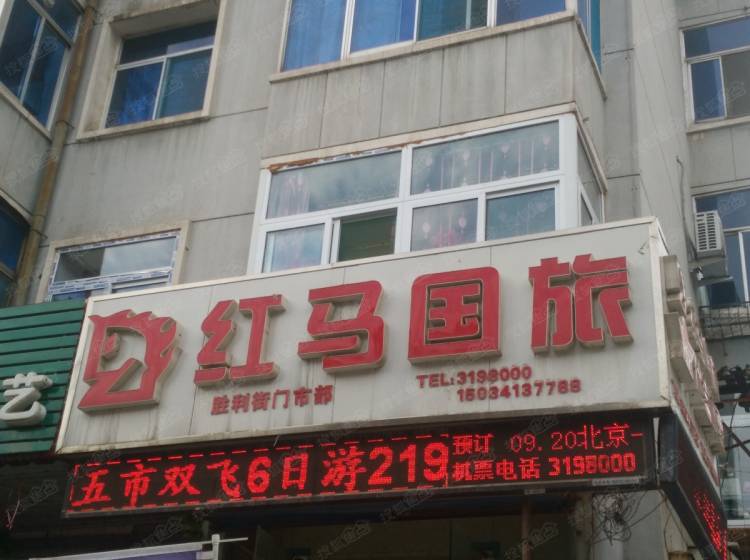 红马国旅
胜利街门市部
TEL:3198000
15034137788
艺
五市双飞6日游219
预订 09.20北京-
机票电话 3198000